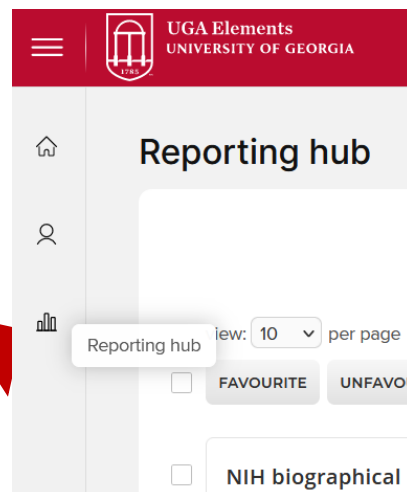 UGA Elements
UNIVERSITY OF GEORGIA
1785
Reporting hub
iew: 10 per page
Reporting hub
FAVOURITE UNFAVO
NIH biographical